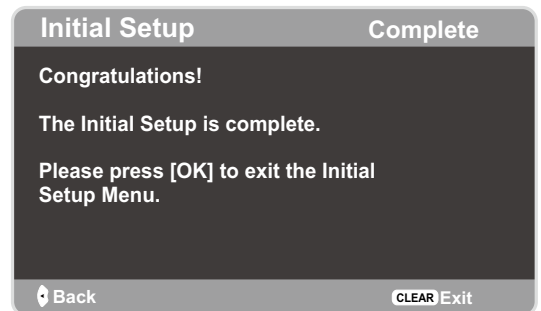 Initial Setup Complete
Congratulations!
The Initial Setup is complete.
Please press [OK] to exit the Initial
Setup Menu.
Back CLEAR Exit